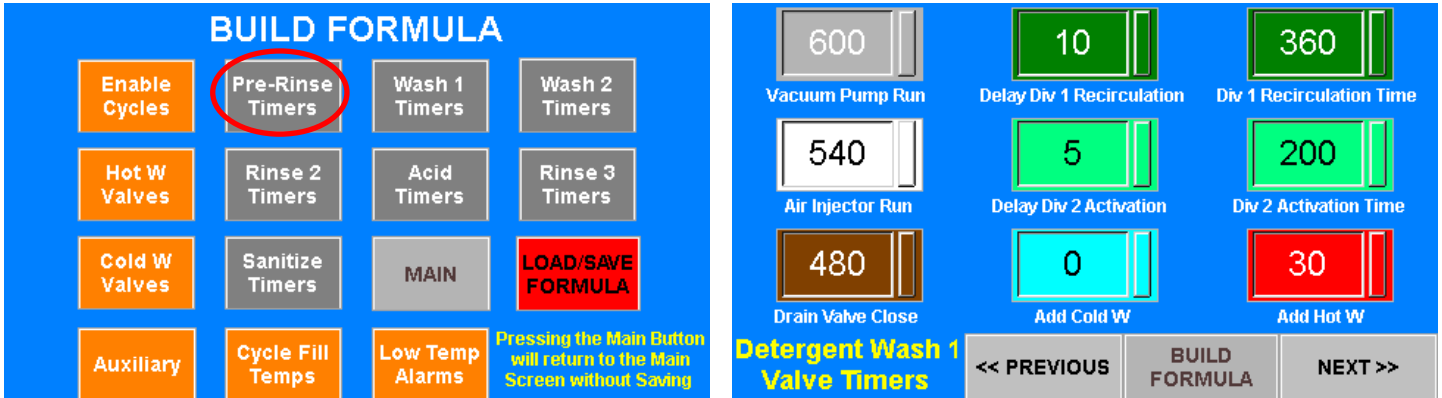 BUILD FORMULA
Enable
Cycles
Pre-Rinse
Timers
Wash 1
Timers
Wash 2
Timers
Hot W
Valves
Rinse 2
Timers
Acid
Timers
Rinse 3
Timers
Cold W
Valves
Sanitize
Timers
MAIN
LOAD/SAVE
FORMULA
Auxiliary
Cycle Fill
Temps
Low Temp
Alarms
Pressing the Main Button
will return to the Main
Screen without Saving
600
Vacuum Pump Run
10
Delay Div 1 Recirculation
360
Div 1 Recirculation Time
540
Air Injector Run
5
Delay Div 2 Activation
200
Div 2 Activation Time
480
Drain Valve Close
0
Add Cold W
30
Add Hot W
Detergent Wash 1
Valve Timers
<< PREVIOUS
BUILD
FORMULA
NEXT >>